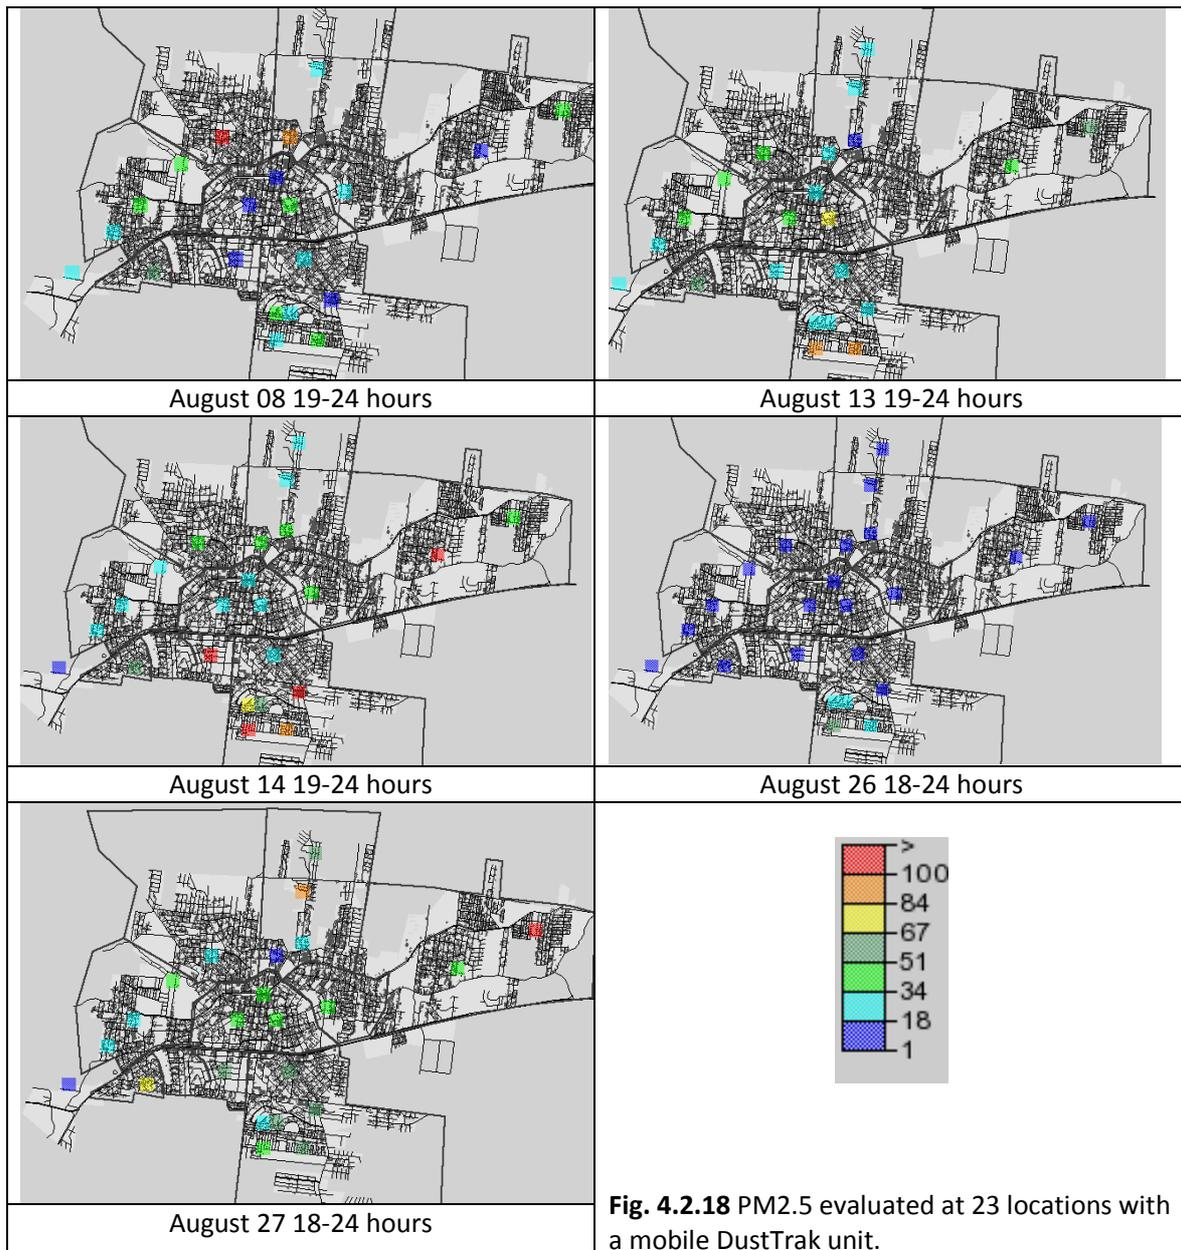 August 08 19-24 hours
August 13 19-24 hours
August 14 19-24 hours
August 26 18-24 hours
August 27 18-24 hours
>
100
84
67
51
34
18
1
Fig. 4.2.18 PM2.5 evaluated at 23 locations with
a mobile DustTrak unit.